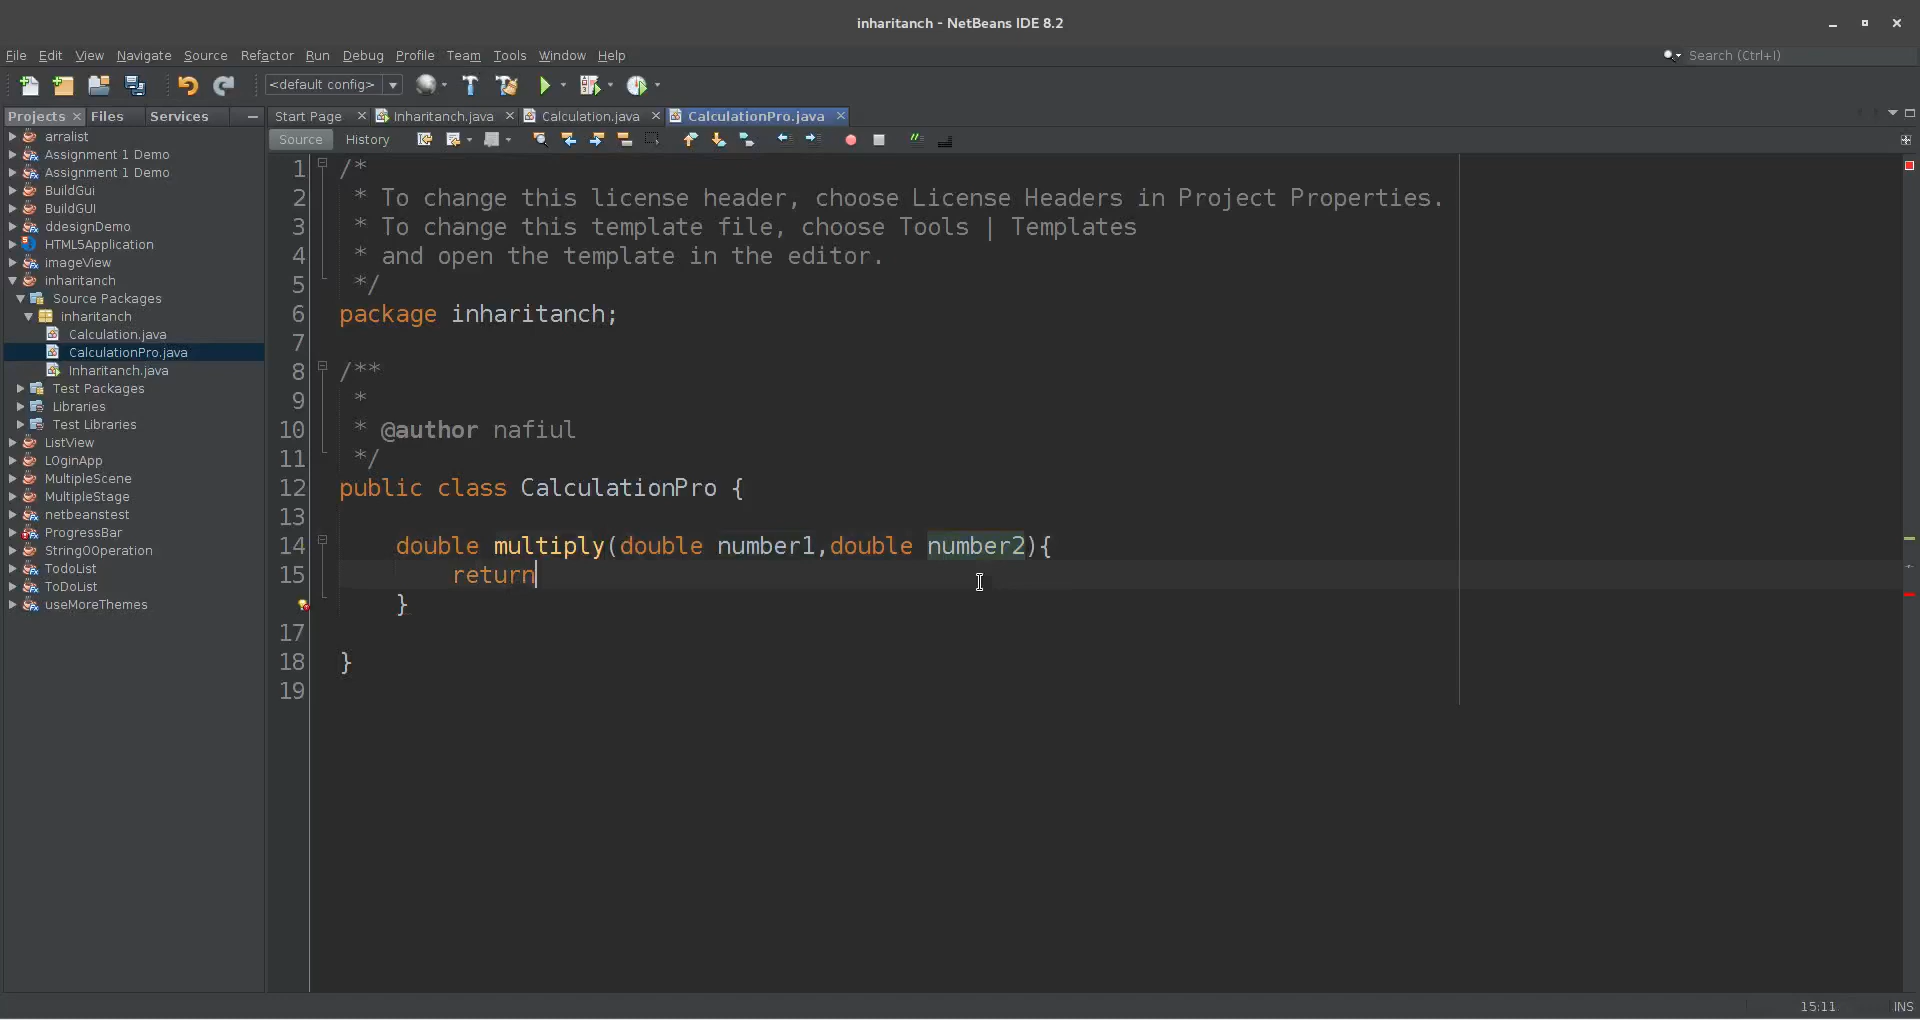 inharitanch - NetBeans IDE 8.2
File Edit View Navigate Source Refactor Run Debug Profile Team Tools Window Help
Search (Ctrl+I)
<default config>
Projects Files Services
Start Page Inharitanch.java Calculation.java CalculationPro.java
Source History
arralist
Assignment 1 Demo
Assignment 1 Demo
BuildGui
BuildGUI
ddesignDemo
HTML5Application
imageView
inharitanch
Source Packages
inharitanch
Calculation.java
CalculationPro.java
Inharitanch.java
Test Packages
Libraries
Test Libraries
ListView
LOginApp
MultipleScene
MultipleStage
netbeanstest
ProgressBar
StringOOperation
TodoList
ToDoList
useMoreThemes
1 /*
2 * To change this license header, choose License Headers in Project Properties.
3 * To change this template file, choose Tools | Templates
4 * and open the template in the editor.
5 */
6 package inharitanch;
7
8 /**
9 *
10 * @author nafiul
11 */
12 public class CalculationPro {
13
14 double multiply(double number1,double number2){
15 return
}
17
18 }
19
15:11 INS